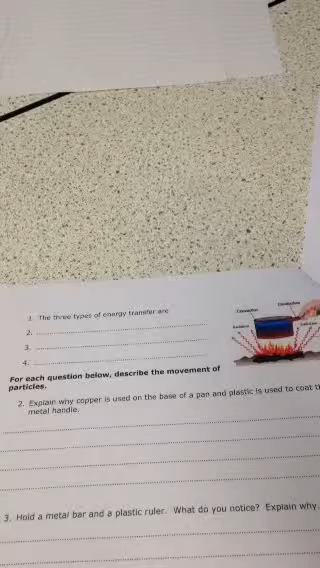 1. The three types of energy transfer are
2.
3.
4.
Convection
Conduction
Radiation
For each question below, describe the movement of
particles.
2. Explain why copper is used on the base of a pan and plastic is used to coat
metal handle.
3. Hold a metal bar and a plastic ruler. What do you notice? Explain why